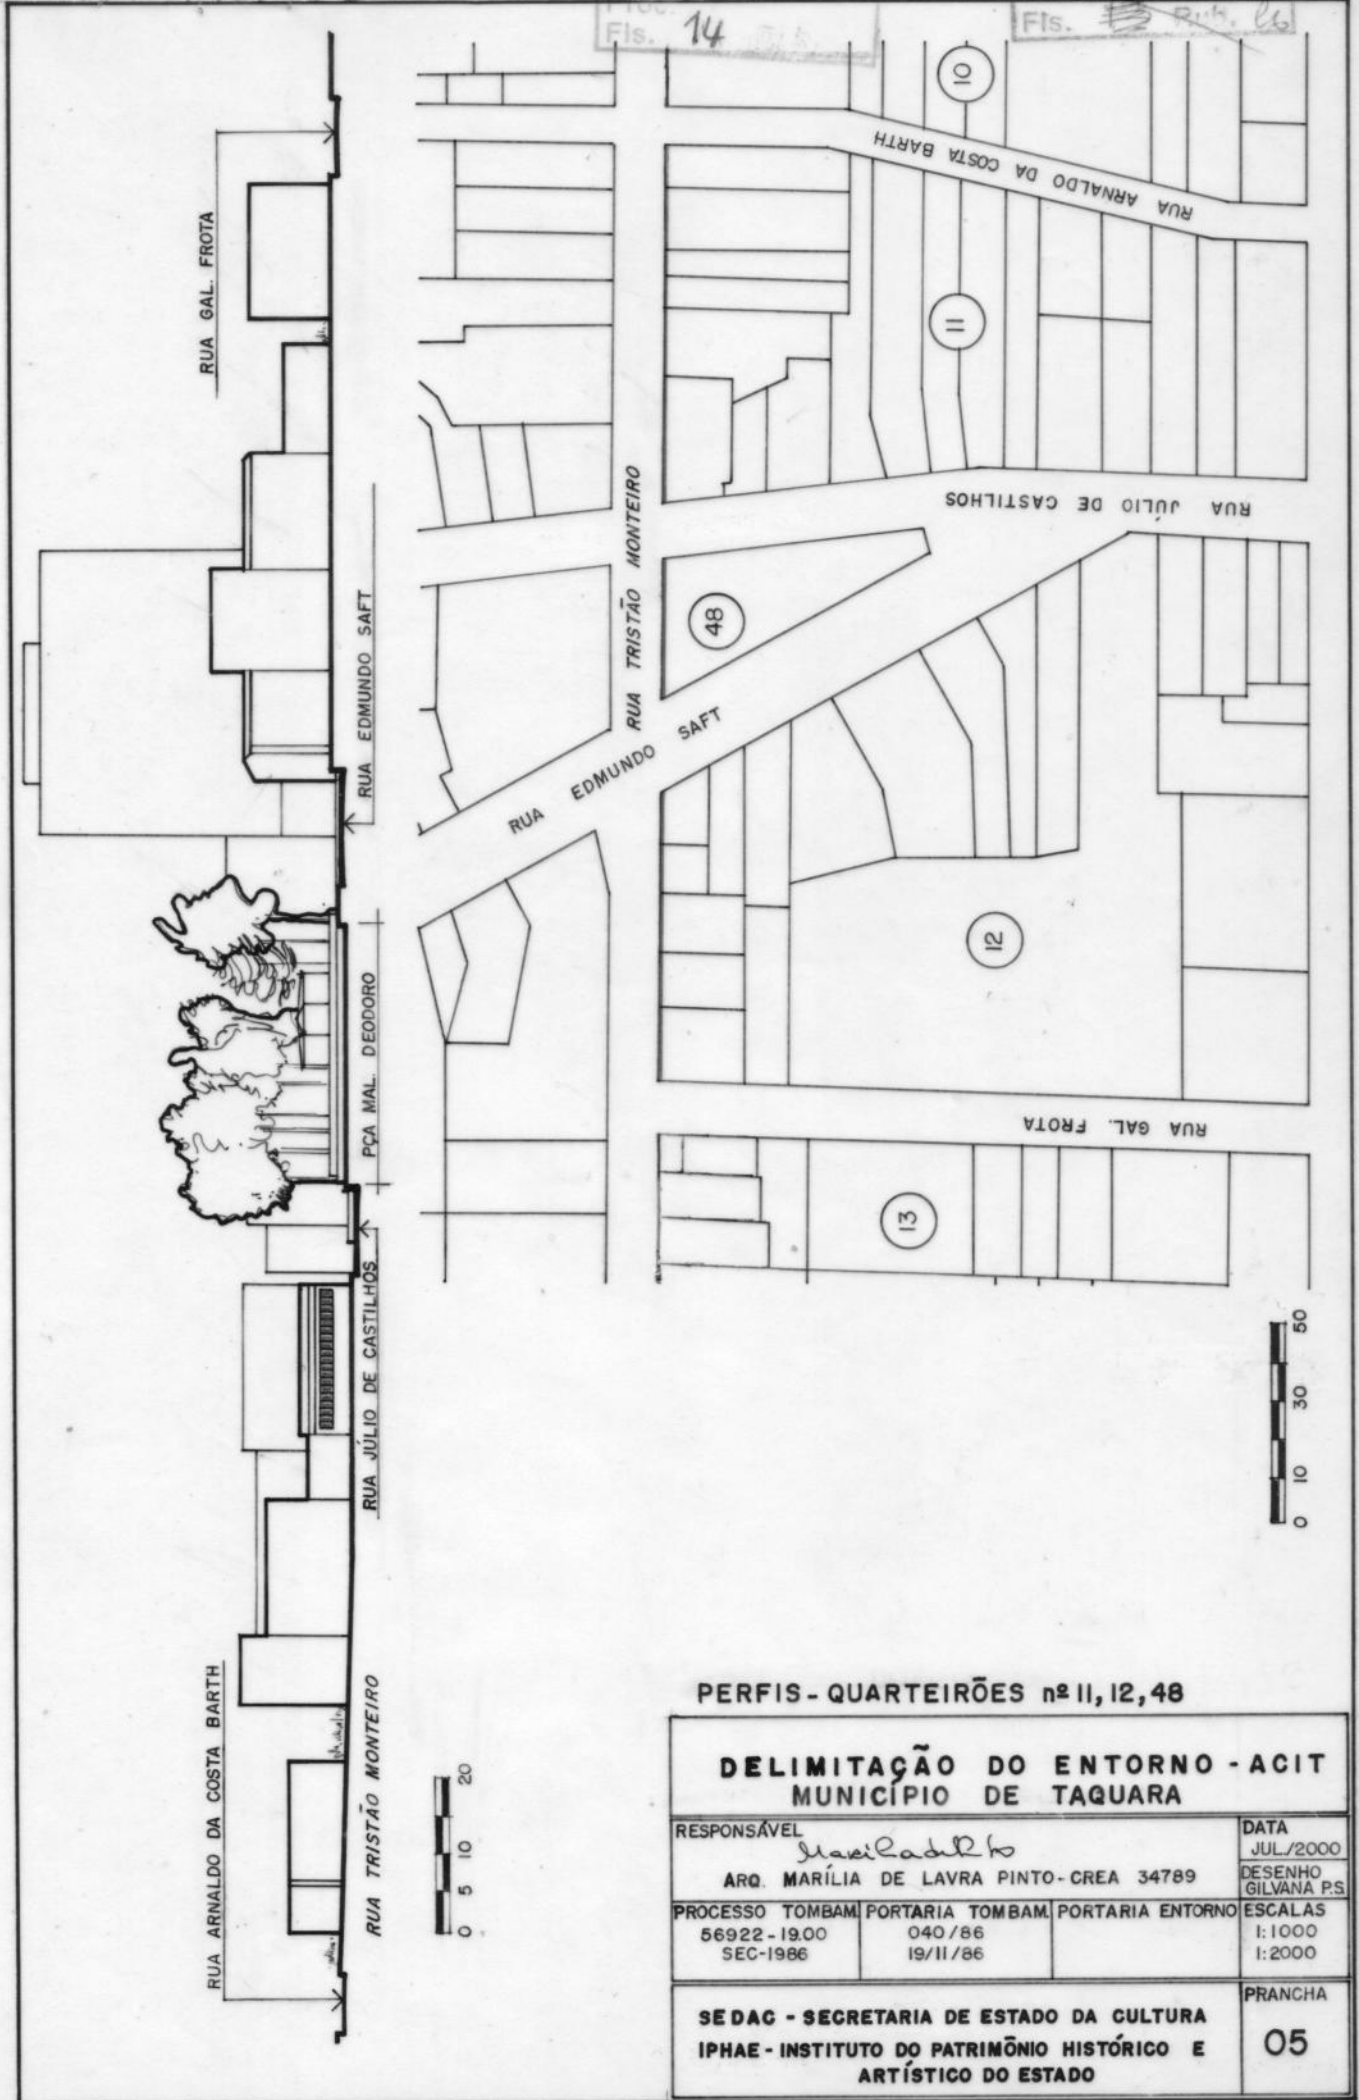 Fls. 14
Fls.
RUA GAL. FROTA
RUA EDMUNDO SAFT
PÇA MAL. DEODORO
RUA JÚLIO DE CASTILHOS
RUA ARNALDO DA COSTA BARTH
RUA TRISTÃO MONTEIRO
0 5 10 20
10
RUA ARNALDO DA COSTA BARTH
11
RUA JÚLIO DE CASTILHOS
RUA TRISTÃO MONTEIRO
48
RUA EDMUNDO SAFT
12
RUA GAL. FROTA
13
0 10 30 50
PERFIS - QUARTEIRÕES nº 11, 12, 48
DELIMITAÇÃO DO ENTORNO - ACIT
MUNICÍPIO DE TAQUARA
RESPONSÁVEL
ARQ. MARÍLIA DE LAVRA PINTO - CREA 34789
DATA
JUL./2000
DESENHO
GILVANA P.S.
PROCESSO TOMBAM.
56922 - 19.00
SEC-1986
PORTARIA TOMBAM.
040/86
19/11/86
PORTARIA ENTORNO
ESCALAS
1:1000
1:2000
SEDAC - SECRETARIA DE ESTADO DA CULTURA
IPHAE - INSTITUTO DO PATRIMÔNIO HISTÓRICO E
ARTÍSTICO DO ESTADO
PRANCHA
05